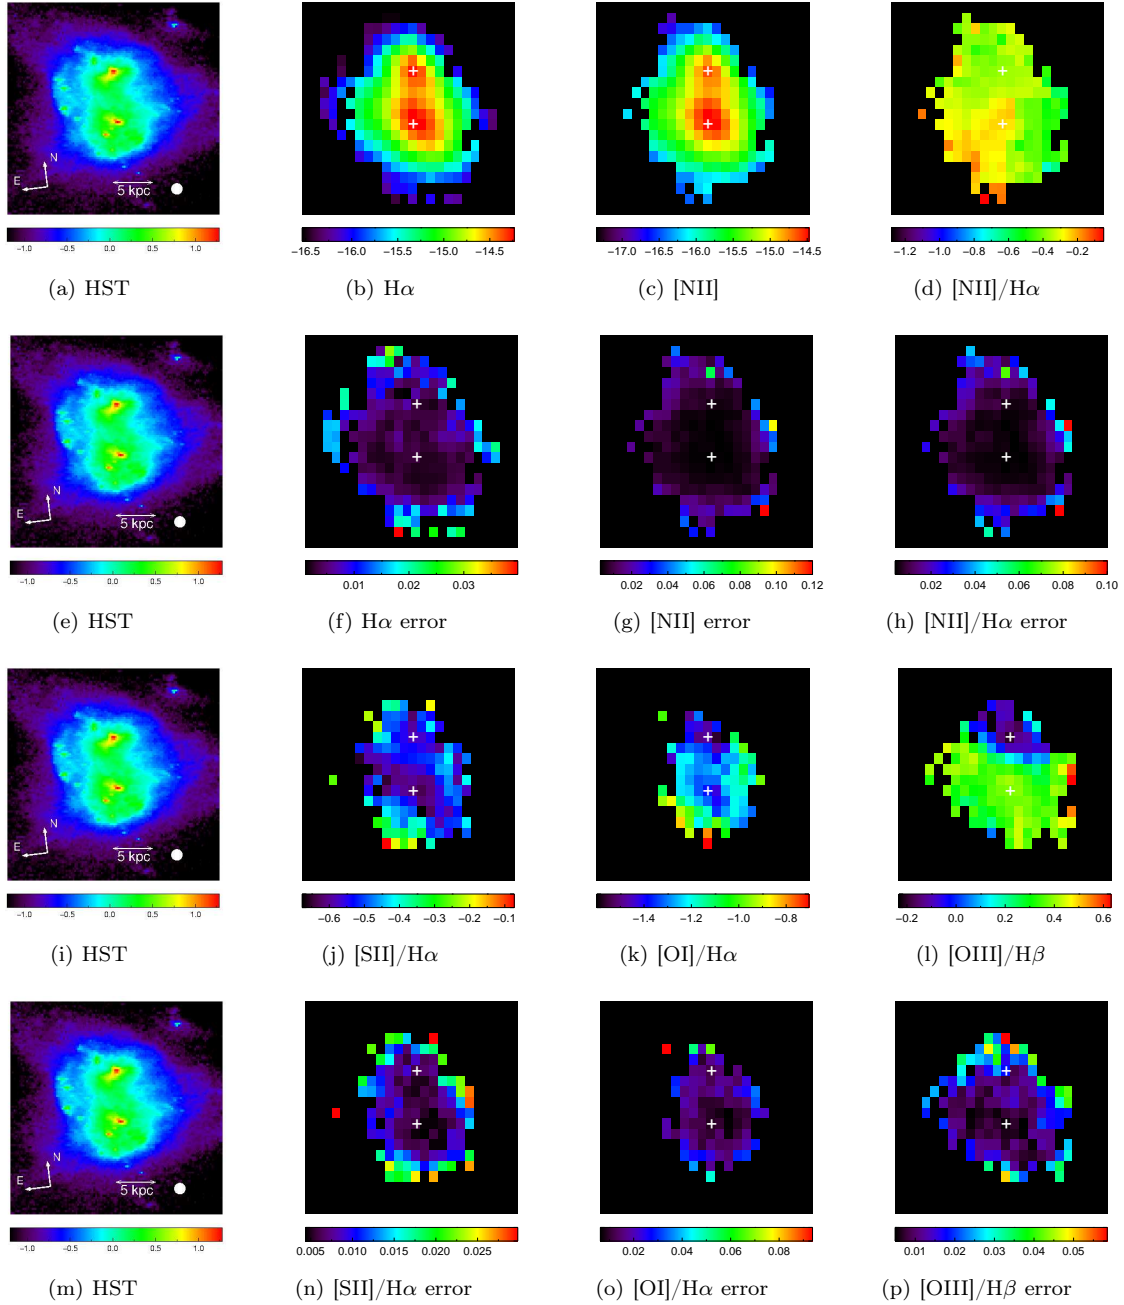 N
E
5 kpc
−1.0 −0.5 0.0 0.5 1.0
−16.5 −16.0 −15.5 −15.0 −14.5
−17.0 −16.5 −16.0 −15.5 −15.0 −14.5
−1.2 −1.0 −0.8 −0.6 −0.4 −0.2
(a) HST
(b) Hα
(c) [NII]
(d) [NII]/Hα
N
E
5 kpc
−1.0 −0.5 0.0 0.5 1.0
0.01 0.02 0.03
0.02 0.04 0.06 0.08 0.10 0.12
0.02 0.04 0.06 0.08 0.10
(e) HST
(f) Hα error
(g) [NII] error
(h) [NII]/Hα error
N
E
5 kpc
−1.0 −0.5 0.0 0.5 1.0
−0.6 −0.5 −0.4 −0.3 −0.2 −0.1
−1.4 −1.2 −1.0 −0.8
−0.2 0.0 0.2 0.4 0.6
(i) HST
(j) [SII]/Hα
(k) [OI]/Hα
(l) [OIII]/Hβ
N
E
5 kpc
−1.0 −0.5 0.0 0.5 1.0
0.005 0.010 0.015 0.020 0.025
0.02 0.04 0.06 0.08
0.01 0.02 0.03 0.04 0.05
(m) HST
(n) [SII]/Hα error
(o) [OI]/Hα error
(p) [OIII]/Hβ error